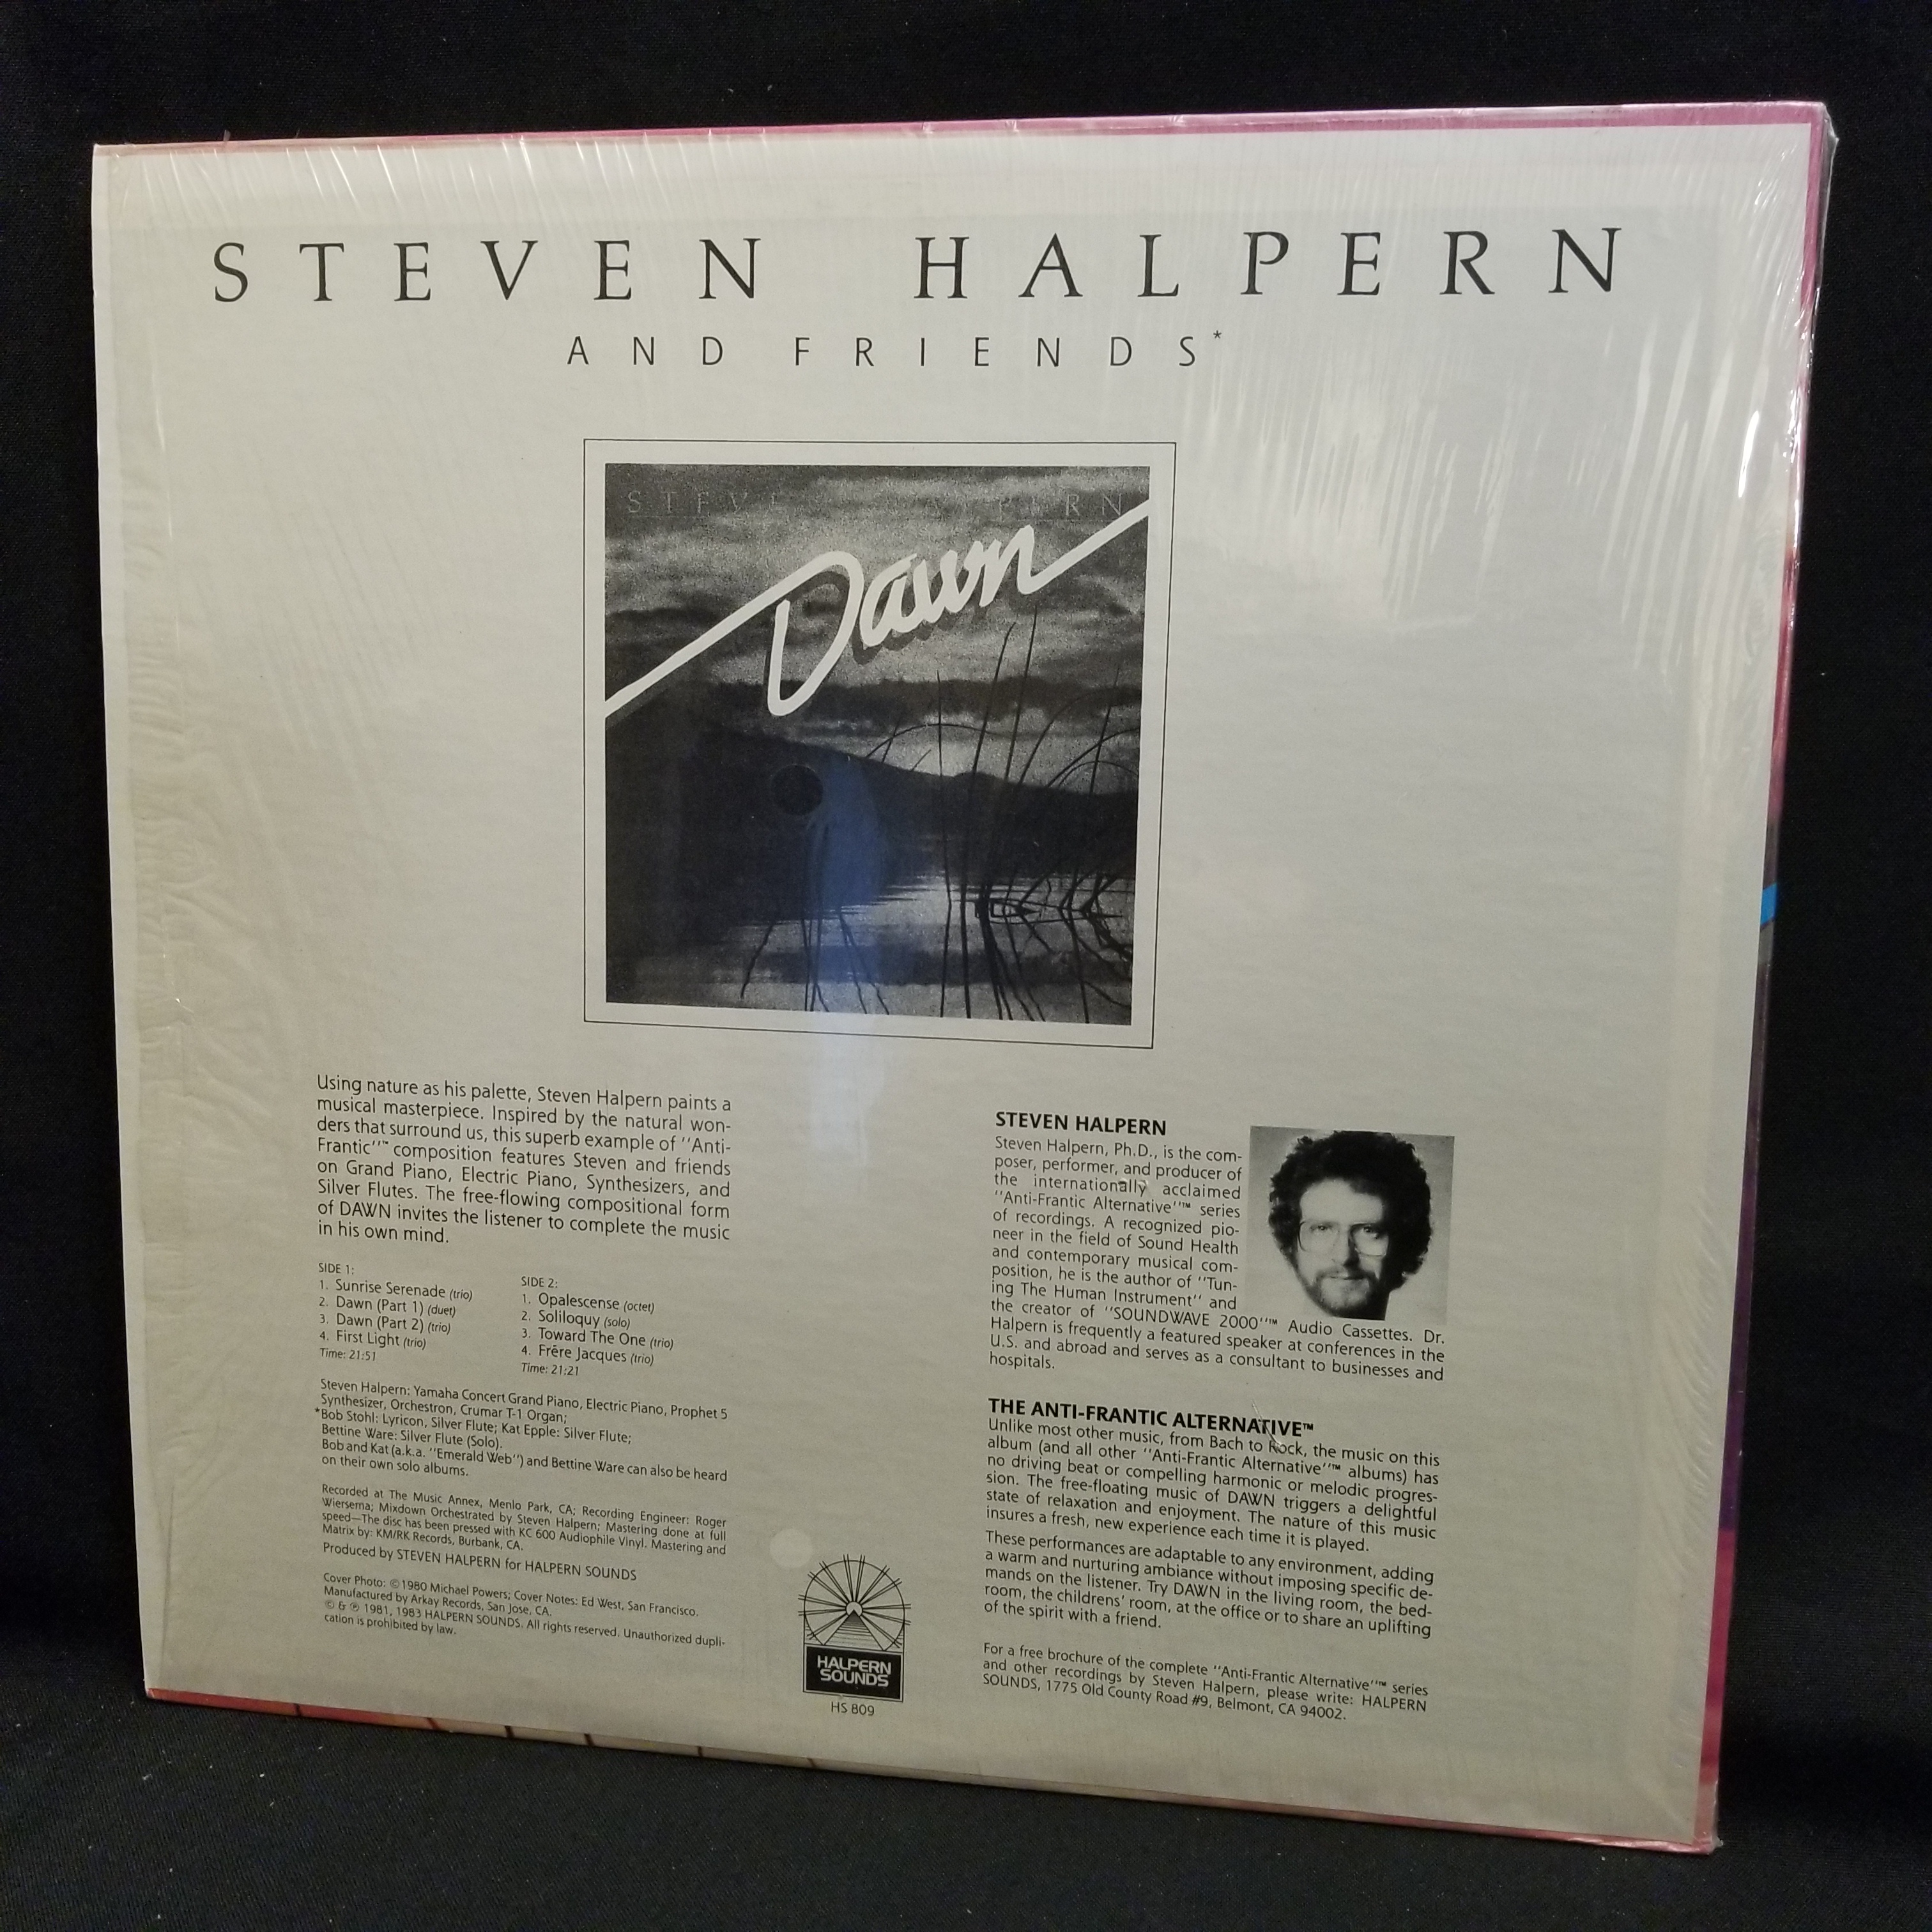 STEVEN HALPERN
AND FRIENDS*
STEVEN HALPERN
Dawn
Using nature as his palette, Steven Halpern paints a
musical masterpiece. Inspired by the natural won-
ders that surround us, this superb example of "Anti-
Frantic"™ composition features Steven and friends
on Grand Piano, Electric Piano, Synthesizers, and
Silver Flutes. The free-flowing compositional form
of DAWN invites the listener to complete the music
in his own mind.
SIDE 1:
1. Sunrise Serenade (trio)
2. Dawn (Part 1) (duet)
3. Dawn (Part 2) (trio)
4. First Light (trio)
Time: 21:51
SIDE 2:
1. Opalescense (octet)
2. Soliloquy (solo)
3. Toward The One (trio)
4. Frêre Jacques (trio)
Time: 21:21
Steven Halpern: Yamaha Concert Grand Piano, Electric Piano, Prophet 5
Synthesizer, Orchestron, Crumar T-1 Organ;
*Bob Stohl: Lyricon, Silver Flute; Kat Epple: Silver Flute;
Bettine Ware: Silver Flute (Solo).
Bob and Kat (a.k.a. "Emerald Web") and Bettine Ware can also be heard
on their own solo albums.
Recorded at The Music Annex, Menlo Park, CA; Recording Engineer: Roger
Wiersema; Mixdown Orchestrated by Steven Halpern; Mastering done at full
speed—The disc has been pressed with KC 600 Audiophile Vinyl. Mastering and
Matrix by: KM/RK Records, Burbank, CA.
Produced by STEVEN HALPERN for HALPERN SOUNDS
Cover Photo: ©1980 Michael Powers; Cover Notes: Ed West, San Francisco.
Manufactured by Arkay Records, San Jose, CA.
© & ℗ 1981, 1983 HALPERN SOUNDS. All rights reserved. Unauthorized dupli-
cation is prohibited by law.
HALPERN
SOUNDS
HS 809
STEVEN HALPERN
Steven Halpern, Ph.D., is the com-
poser, performer, and producer of
the internationally acclaimed
"Anti-Frantic Alternative"™ series
of recordings. A recognized pio-
neer in the field of Sound Health
and contemporary musical com-
position, he is the author of "Tun-
ing The Human Instrument" and
the creator of "SOUNDWAVE 2000"™ Audio Cassettes. Dr.
Halpern is frequently a featured speaker at conferences in the
U.S. and abroad and serves as a consultant to businesses and
hospitals.
THE ANTI-FRANTIC ALTERNATIVE™
Unlike most other music, from Bach to Rock, the music on this
album (and all other "Anti-Frantic Alternative"™ albums) has
no driving beat or compelling harmonic or melodic progres-
sion. The free-floating music of DAWN triggers a delightful
state of relaxation and enjoyment. The nature of this music
insures a fresh, new experience each time it is played.
These performances are adaptable to any environment, adding
a warm and nurturing ambiance without imposing specific de-
mands on the listener. Try DAWN in the living room, the bed-
room, the childrens' room, at the office or to share an uplifting
of the spirit with a friend.
For a free brochure of the complete "Anti-Frantic Alternative"™ series
and other recordings by Steven Halpern, please write: HALPERN
SOUNDS, 1775 Old County Road #9, Belmont, CA 94002.